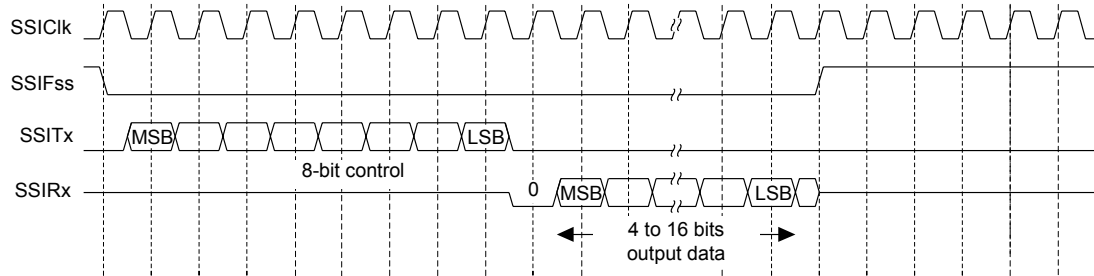 SSIClk
SSIFss
SSITx
MSB
LSB
8-bit control
SSIRx
0
MSB
LSB
4 to 16 bits
output data